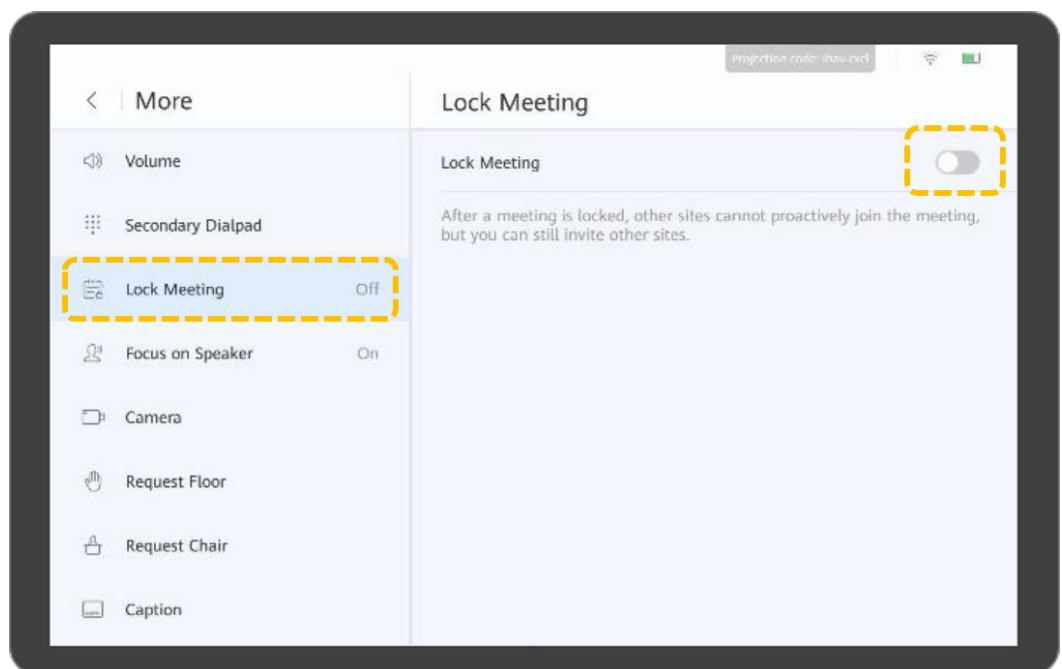 Projection code:
More
Lock Meeting
Volume
Lock Meeting
Secondary Dialpad
After a meeting is locked, other sites cannot proactively join the meeting,
but you can still invite other sites.
Lock Meeting Off
Focus on Speaker On
Camera
Request Floor
Request Chair
Caption